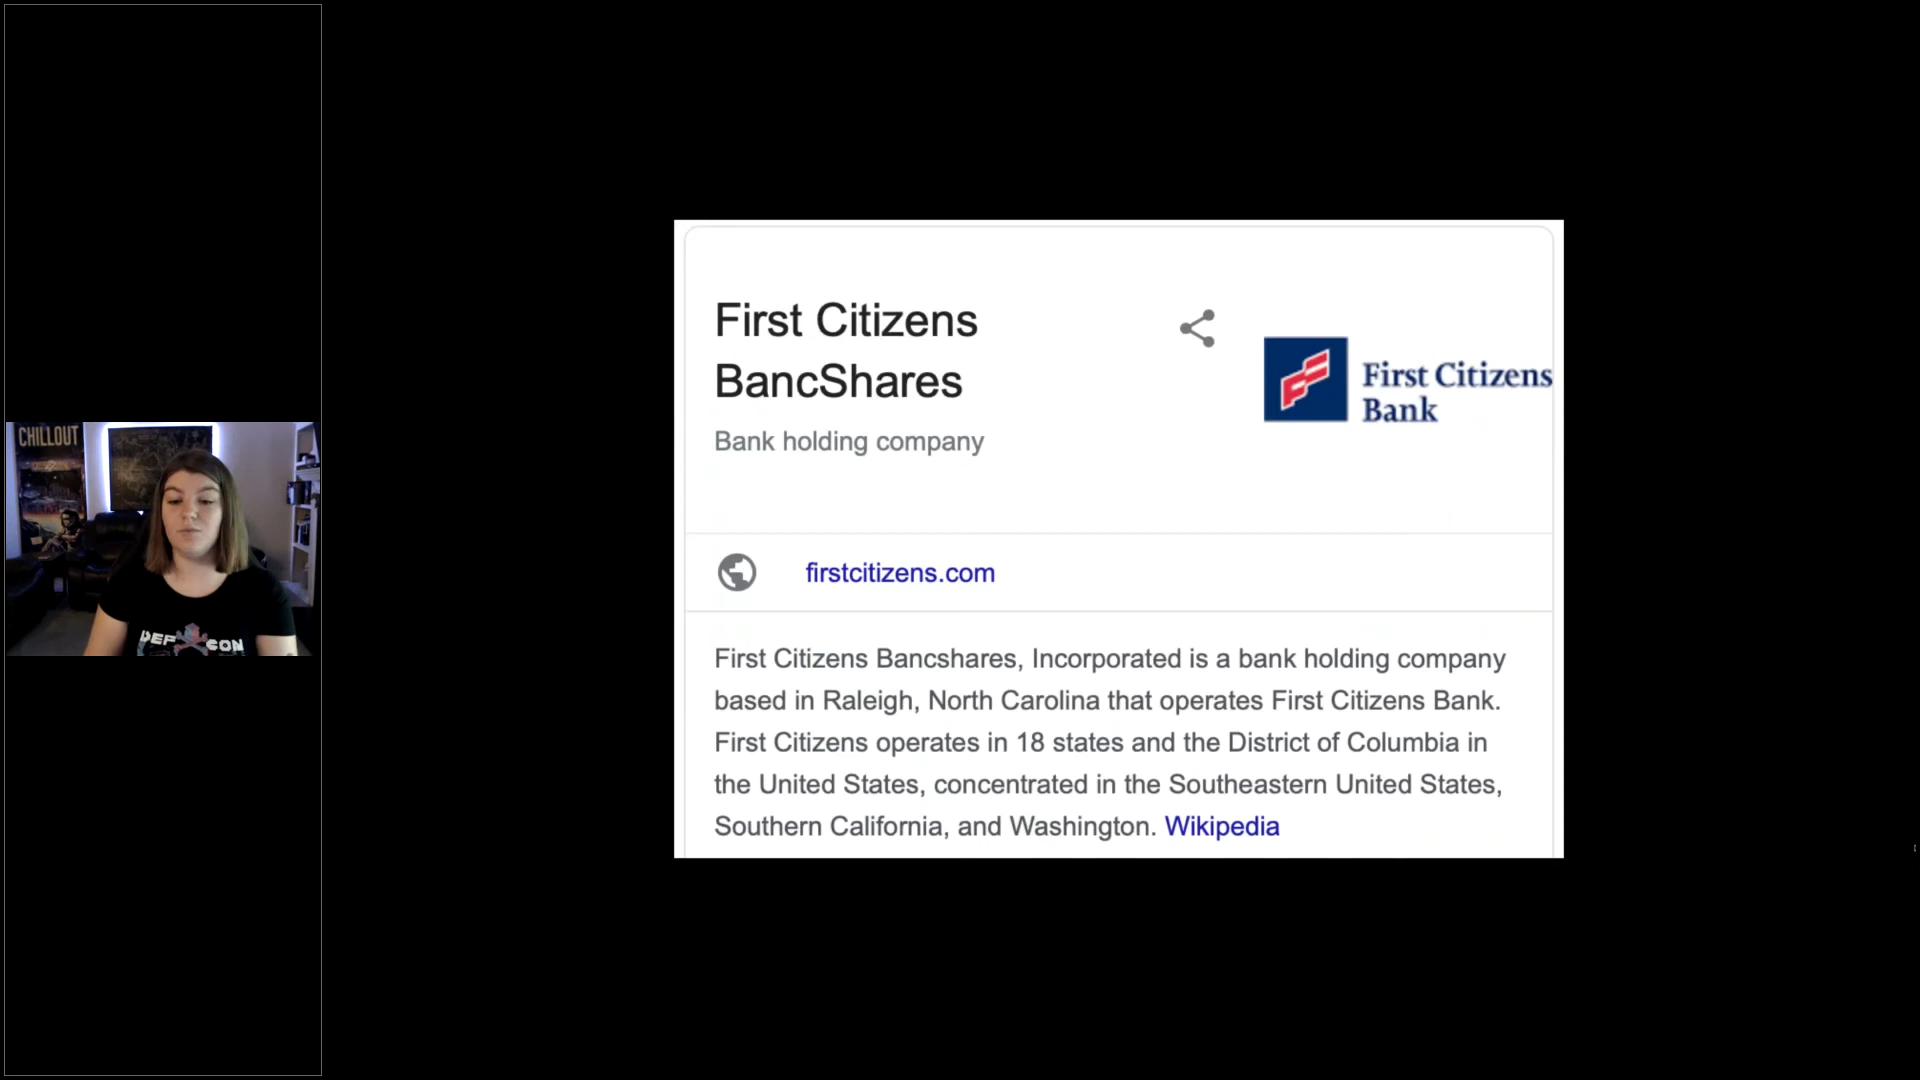 CHILLOUT
DEF CON
First Citizens
BancShares
Bank holding company
First Citizens
Bank
firstcitizens.com
First Citizens Bancshares, Incorporated is a bank holding company
based in Raleigh, North Carolina that operates First Citizens Bank.
First Citizens operates in 18 states and the District of Columbia in
the United States, concentrated in the Southeastern United States,
Southern California, and Washington. Wikipedia